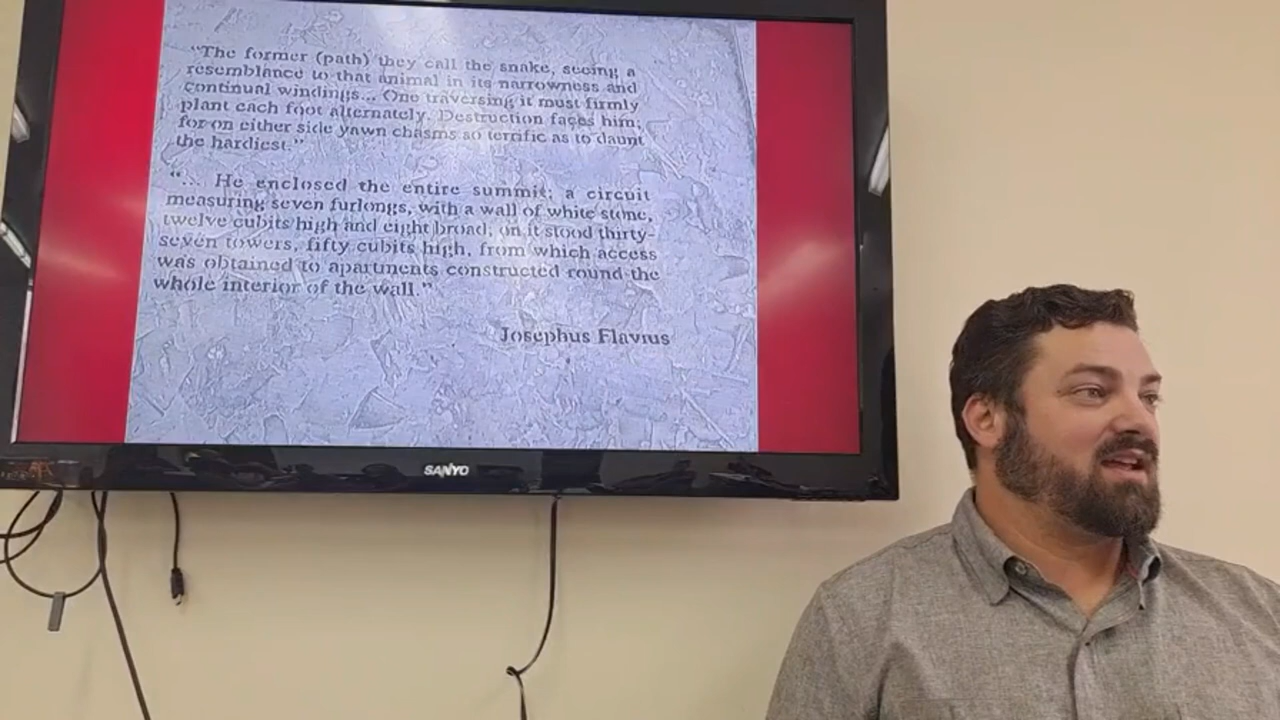 “The former (path) they call the snake, seeing a
resemblance to that animal in its narrowness and
continual windings... One traversing it must firmly
plant each foot alternately. Destruction faces him;
for on either side yawn chasms so terrific as to daunt
the hardiest.”
“... He enclosed the entire summit; a circuit
measuring seven furlongs, with a wall of white stone,
twelve cubits high and eight broad; on it stood thirty-
seven towers, fifty cubits high, from which access
was obtained to apartments constructed round the
whole interior of the wall.”
Josephus Flavius
SANYO